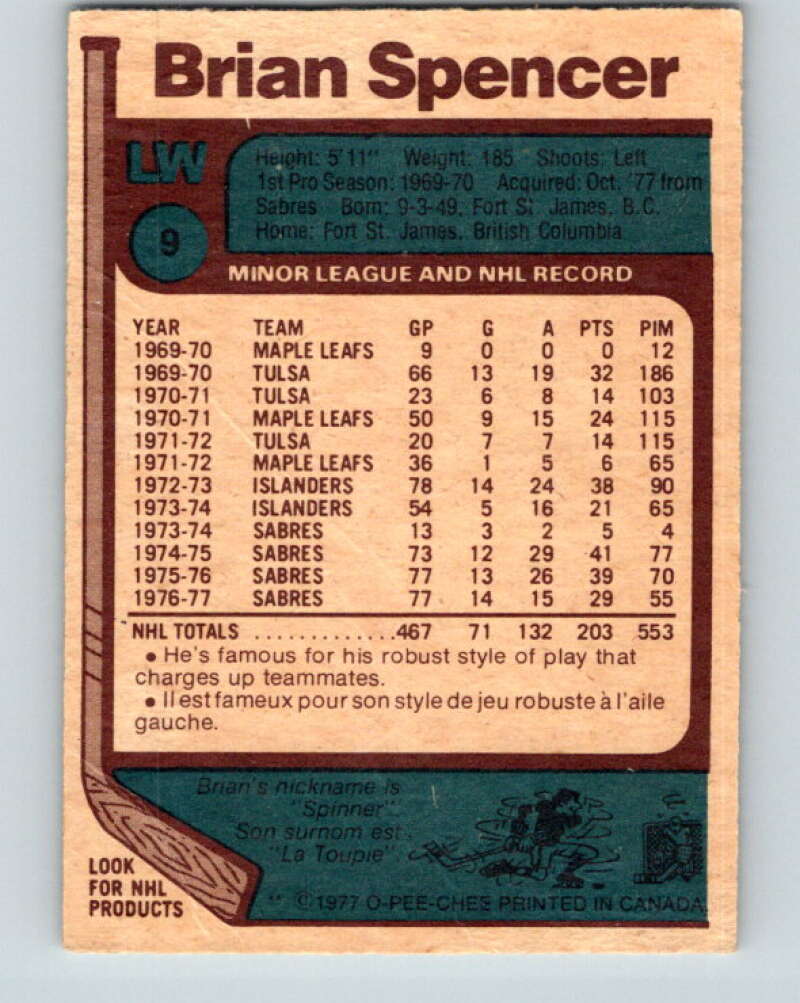 Brian Spencer
LW
9
Height: 5'11" Weight: 185 Shoots: Left
1st Pro Season: 1969-70 Acquired: Oct. '77 from
Sabres Born: 9-3-49, Fort St. James, B.C.
Home: Fort St. James, British Columbia
MINOR LEAGUE AND NHL RECORD
YEAR TEAM GP G A PTS PIM
1969-70 MAPLE LEAFS 9 0 0 0 12
1969-70 TULSA 66 13 19 32 186
1970-71 TULSA 23 6 8 14 103
1970-71 MAPLE LEAFS 50 9 15 24 115
1971-72 TULSA 20 7 7 14 115
1971-72 MAPLE LEAFS 36 1 5 6 65
1972-73 ISLANDERS 78 14 24 38 90
1973-74 ISLANDERS 54 5 16 21 65
1973-74 SABRES 13 3 2 5 4
1974-75 SABRES 73 12 29 41 77
1975-76 SABRES 77 13 26 39 70
1976-77 SABRES 77 14 15 29 55
NHL TOTALS .............467 71 132 203 553
• He's famous for his robust style of play that
charges up teammates.
• Il est fameux pour son style de jeu robuste à l'aile
gauche.
Brian's nickname is
"Spinner".
Son surnom est
"La Toupie".
LOOK
FOR NHL
PRODUCTS
** ©1977 O-PEE-CHEE PRINTED IN CANADA